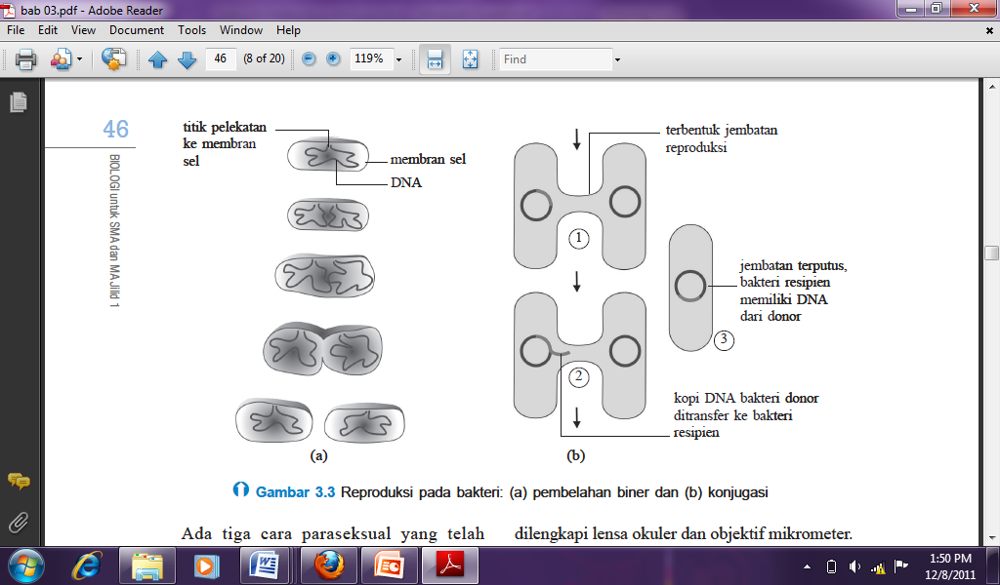 bab 03.pdf - Adobe Reader
File Edit View Document Tools Window Help
46 (8 of 20) 119% Find
46
BIOLOGI untuk SMA dan MA Jilid 1
titik pelekatan
ke membran
sel
membran sel
DNA
(a)
terbentuk jembatan
reproduksi
1
jembatan terputus,
bakteri resipien
memiliki DNA
dari donor
3
2
kopi DNA bakteri donor
ditransfer ke bakteri
resipien
(b)
Gambar 3.3 Reproduksi pada bakteri: (a) pembelahan biner dan (b) konjugasi
Ada tiga cara paraseksual yang telah
dilengkapi lensa okuler dan objektif mikrometer.
1:50 PM
12/8/2011